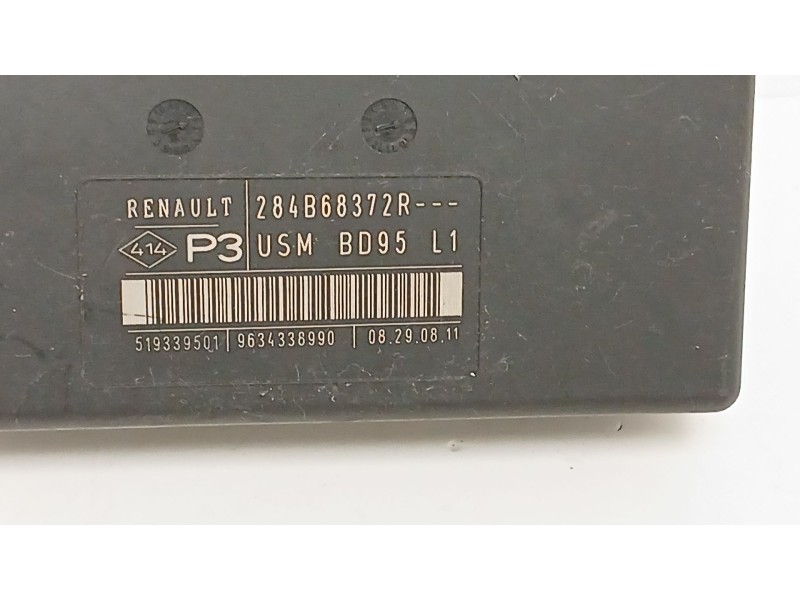 RENAULT 284B68372R---
414 P3 USM BD95 L1
519339501 9634338990 08.29.08.11